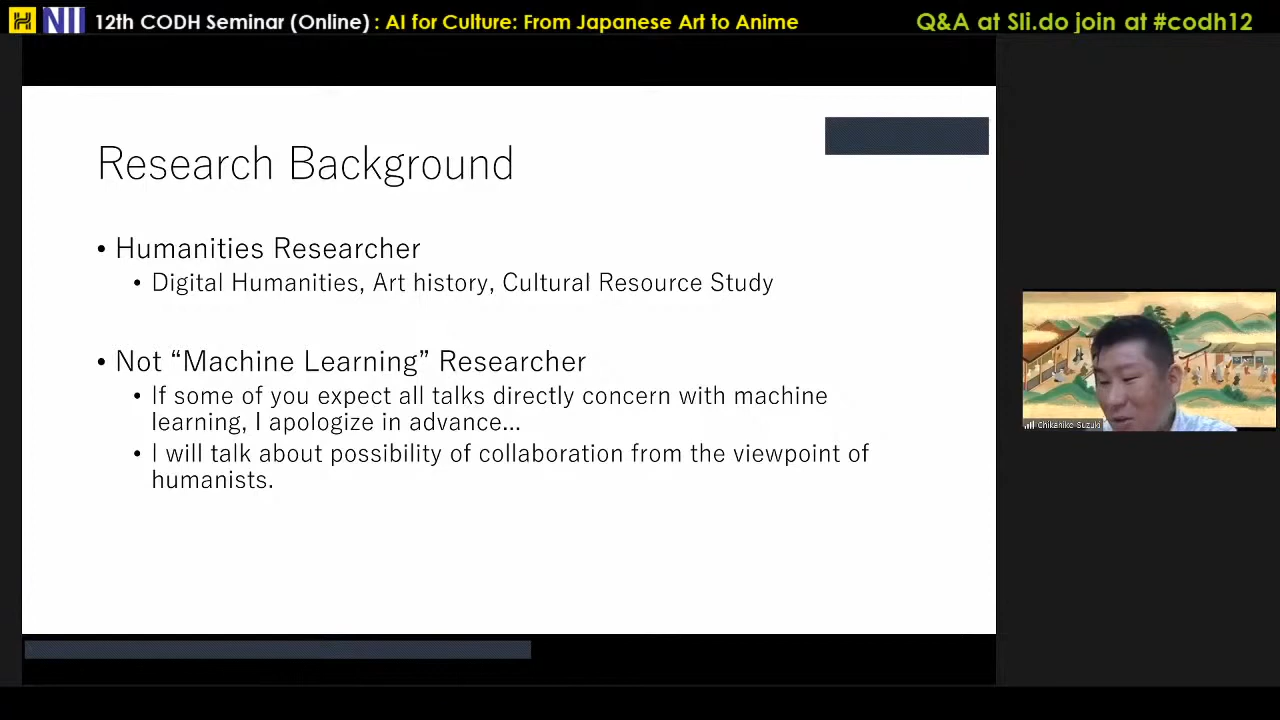 12th CODH Seminar (Online) : AI for Culture: From Japanese Art to Anime
Q&A at Sli.do join at #codh12
NII
Research Background
• Humanities Researcher
• Digital Humanities, Art history, Cultural Resource Study
• Not “Machine Learning” Researcher
• If some of you expect all talks directly concern with machine
learning, I apologize in advance...
• I will talk about possibility of collaboration from the viewpoint of
humanists.
Chikahiko Suzuki